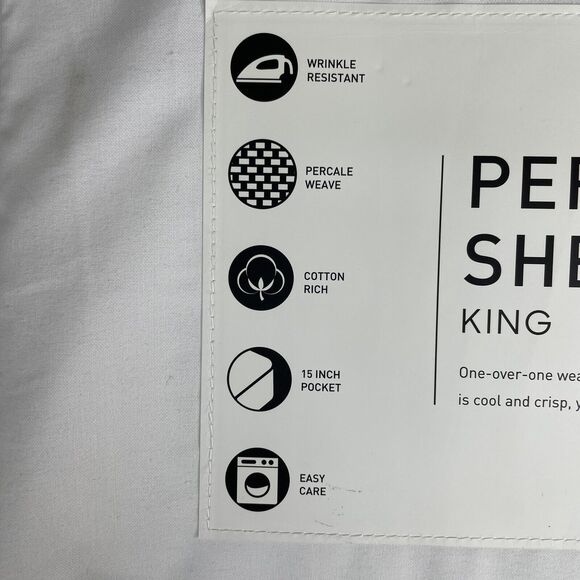 WRINKLE
RESISTANT
PERCALE
WEAVE
COTTON
RICH
15 INCH
POCKET
EASY
CARE
KING
One-over-one
is cool and crisp,